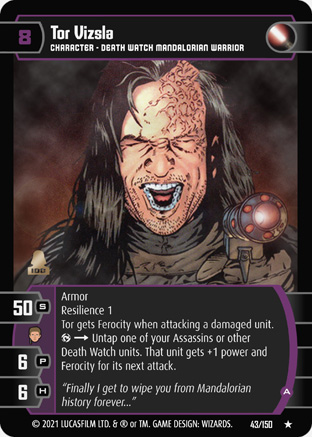 8
Tor Vizsla
CHARACTER - DEATH WATCH MANDALORIAN WARRIOR
100
50 S
6 P
6 H
Armor
Resilience 1
Tor gets Ferocity when attacking a damaged unit.
→ Untap one of your Assassins or other
Death Watch units. That unit gets +1 power and
Ferocity for its next attack.
"Finally I get to wipe you from Mandalorian
history forever..."
A
© 2021 LUCASFILM LTD. & ® or TM. GAME DESIGN: WIZARDS. 43/150 ★